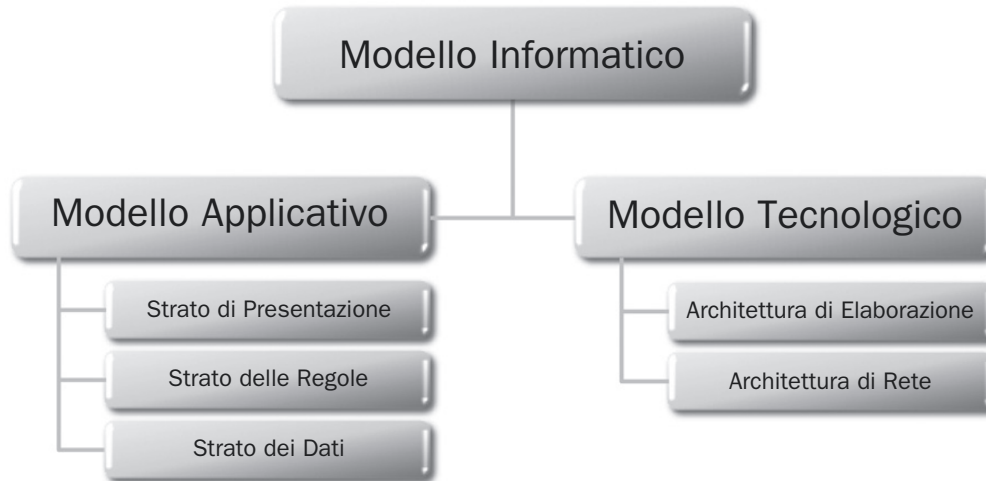 Modello Informatico
Modello Applicativo
Strato di Presentazione
Strato delle Regole
Strato dei Dati
Modello Tecnologico
Architettura di Elaborazione
Architettura di Rete